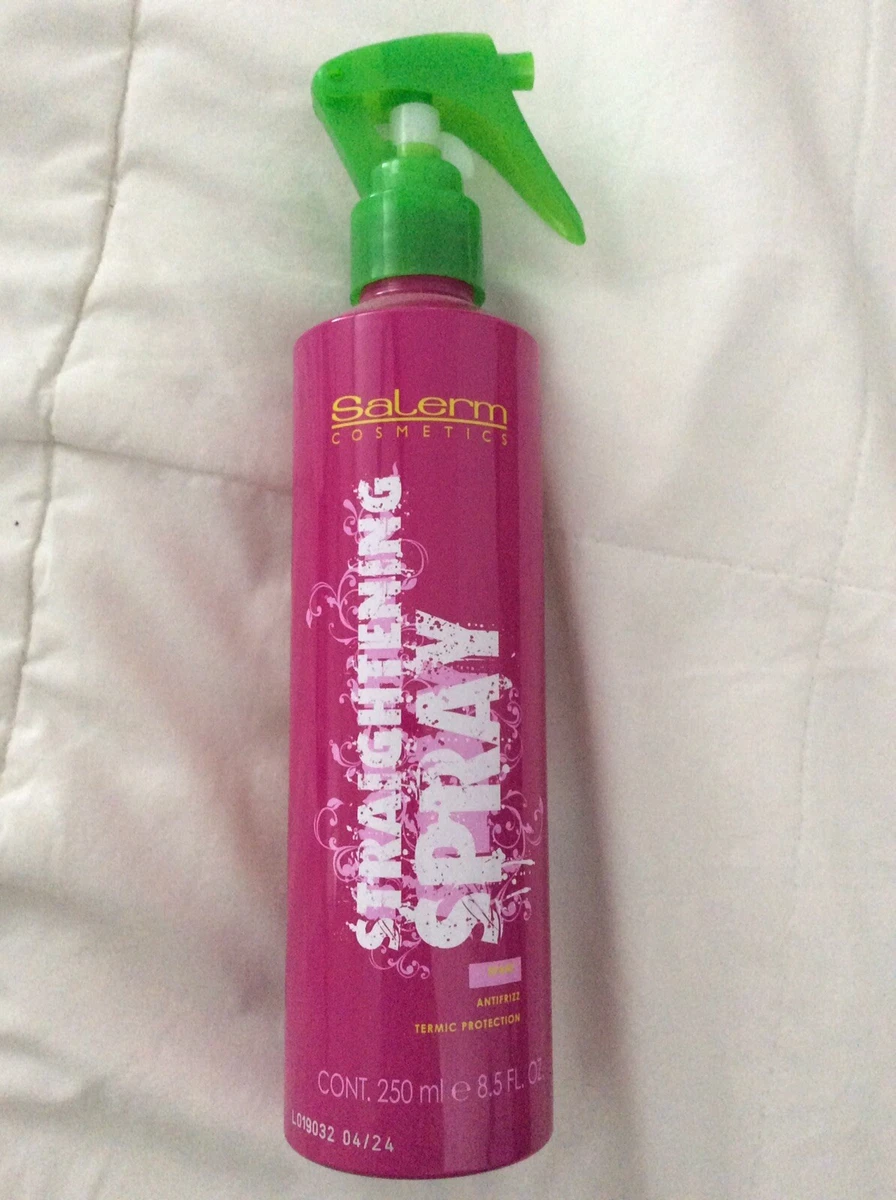 Salerm
COSMETICS
STRAIGHTENING
SPRAY
ANTIFRIZZ
TERMIC PROTECTION
CONT. 250 ml e 8.5 FL. OZ.
L019032 04/24